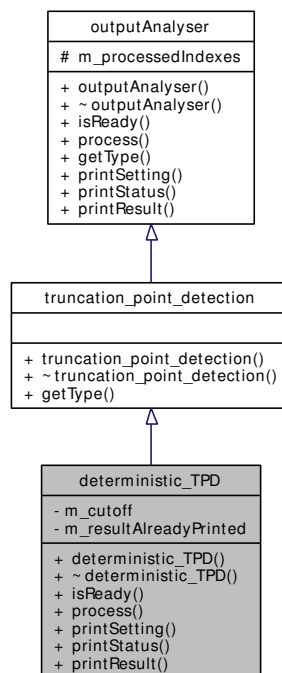 outputAnalyser
# m_processedIndexes
+ outputAnalyser()
+ ~ outputAnalyser()
+ isReady()
+ process()
+ getType()
+ printSetting()
+ printStatus()
+ printResult()
truncation_point_detection
+ truncation_point_detection()
+ ~ truncation_point_detection()
+ getType()
deterministic_TPD
- m_cutoff
- m_resultAlreadyPrinted
+ deterministic_TPD()
+ ~ deterministic_TPD()
+ isReady()
+ process()
+ printSetting()
+ printStatus()
+ printResult()